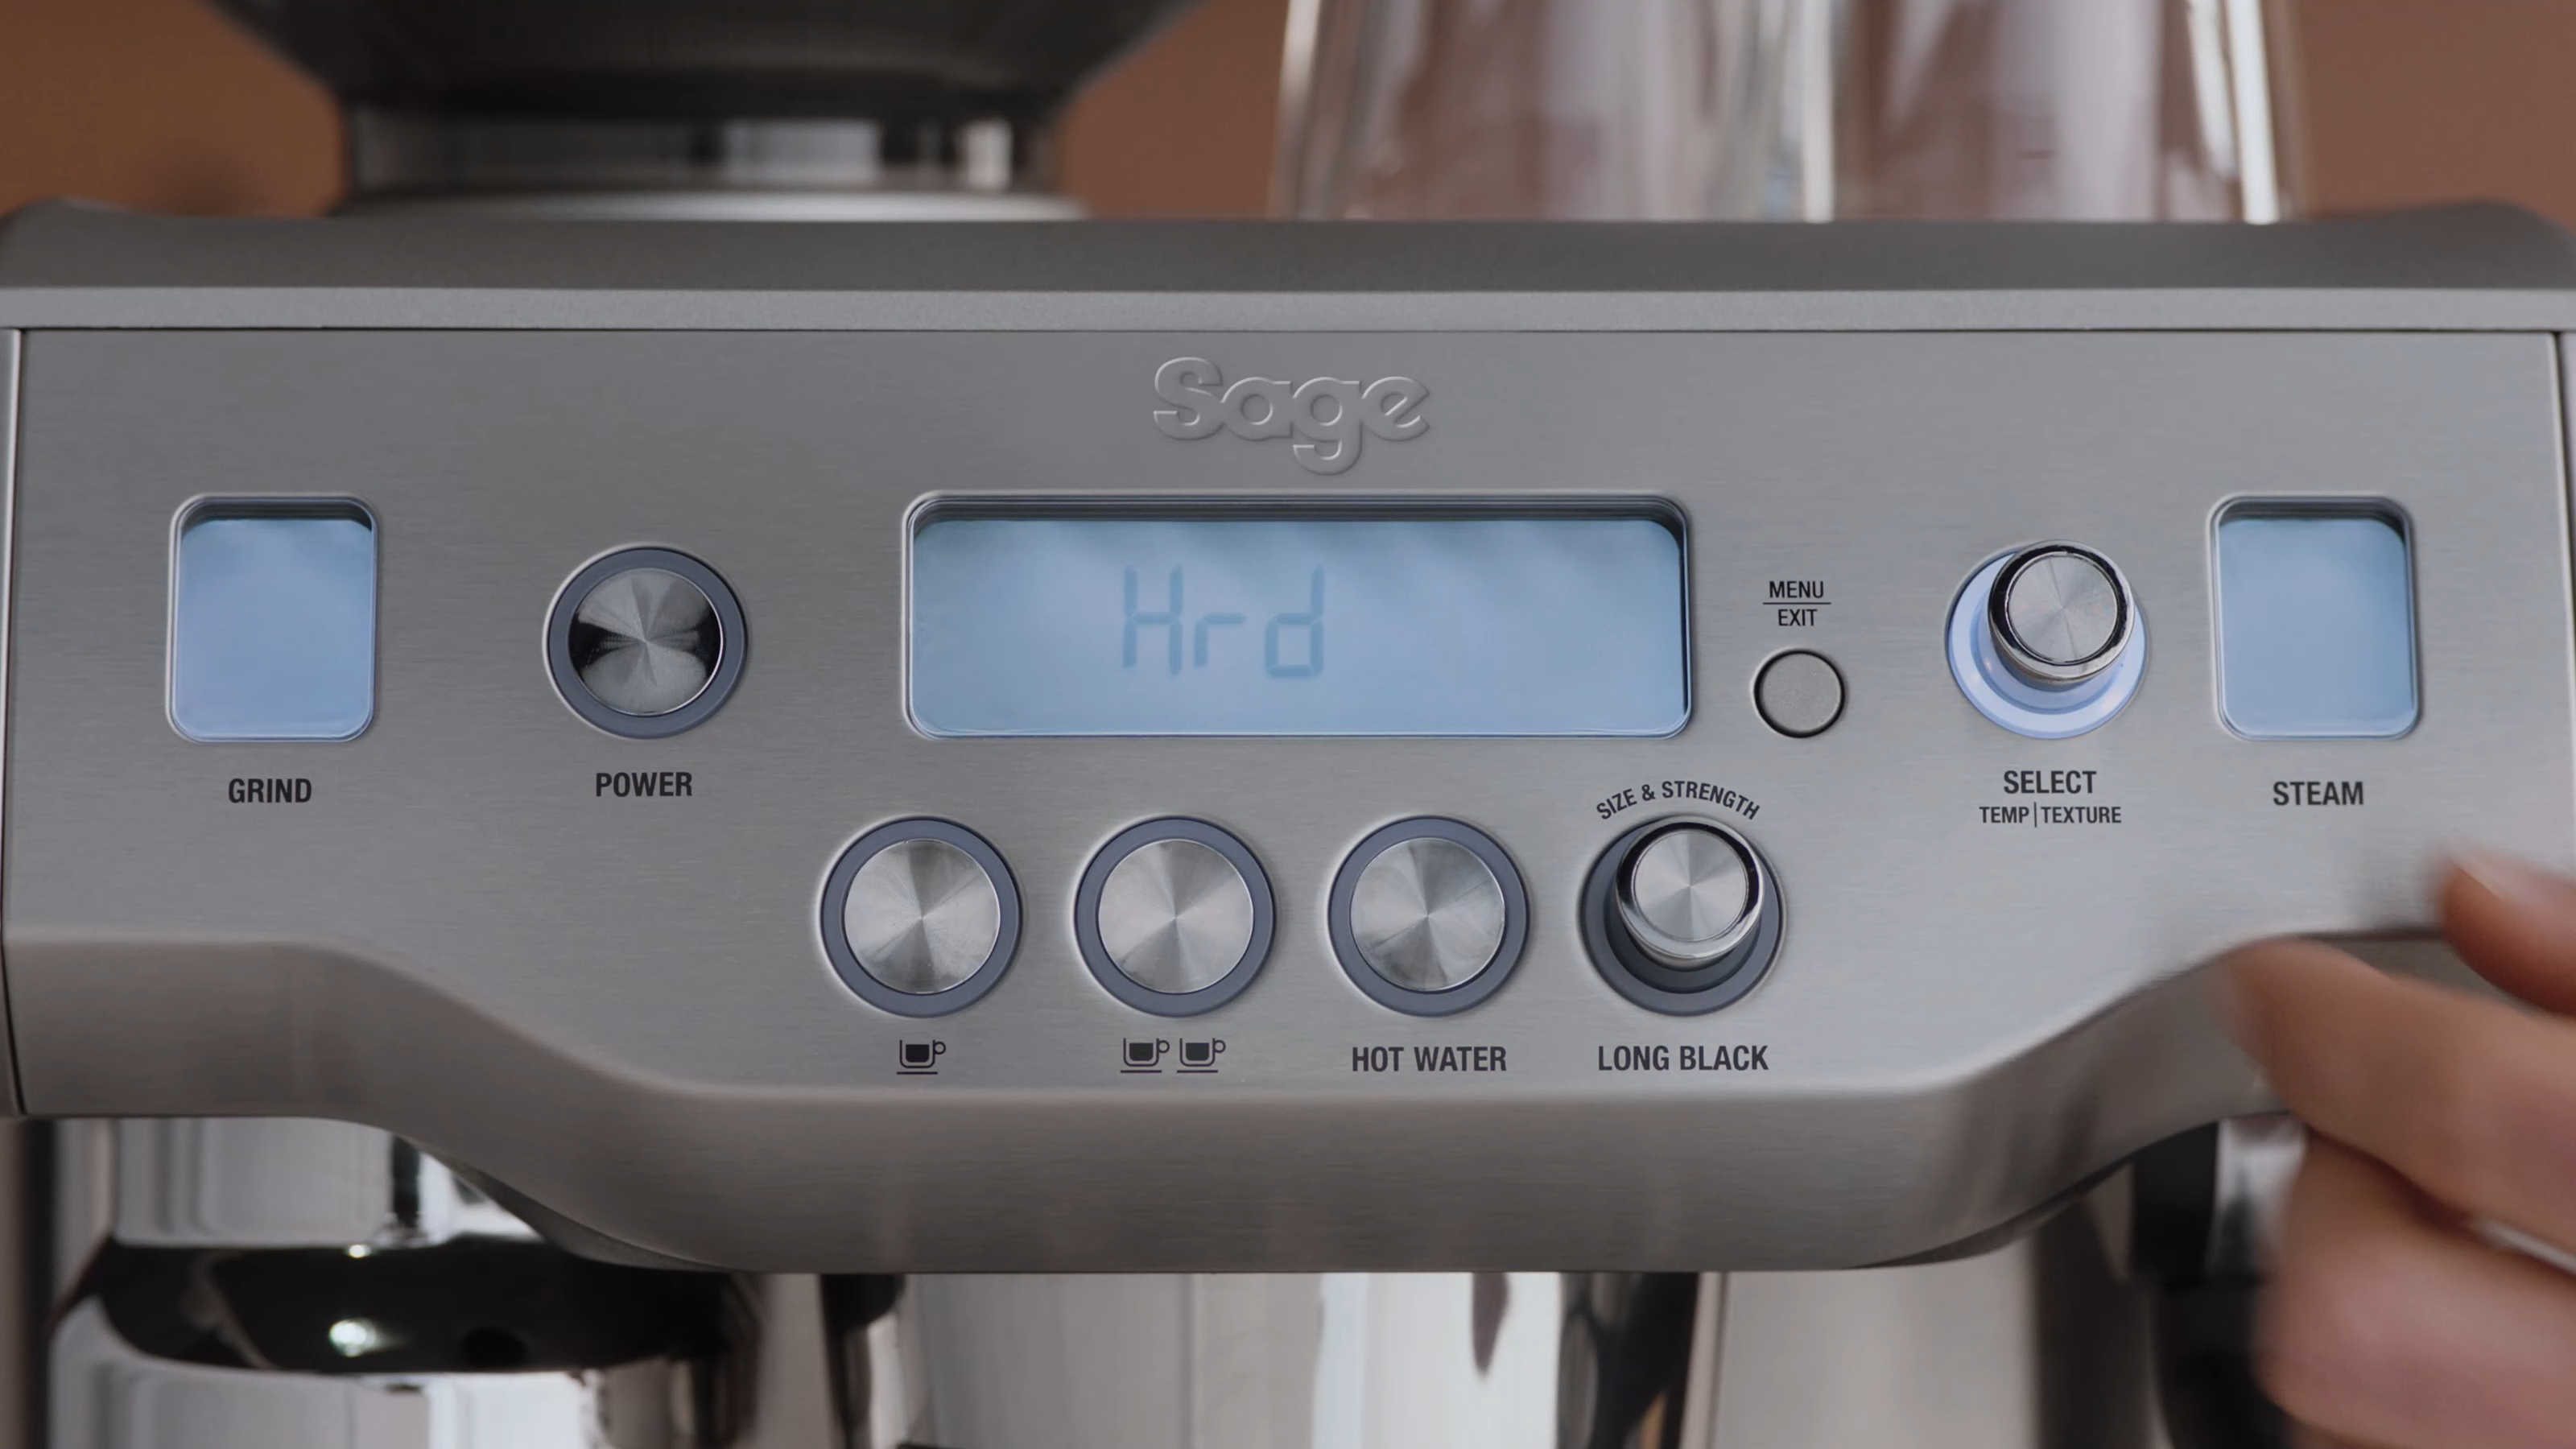 Sage
Hrd
MENU
EXIT
GRIND
POWER
SELECT
TEMP|TEXTURE
STEAM
SIZE & STRENGTH
HOT WATER
LONG BLACK